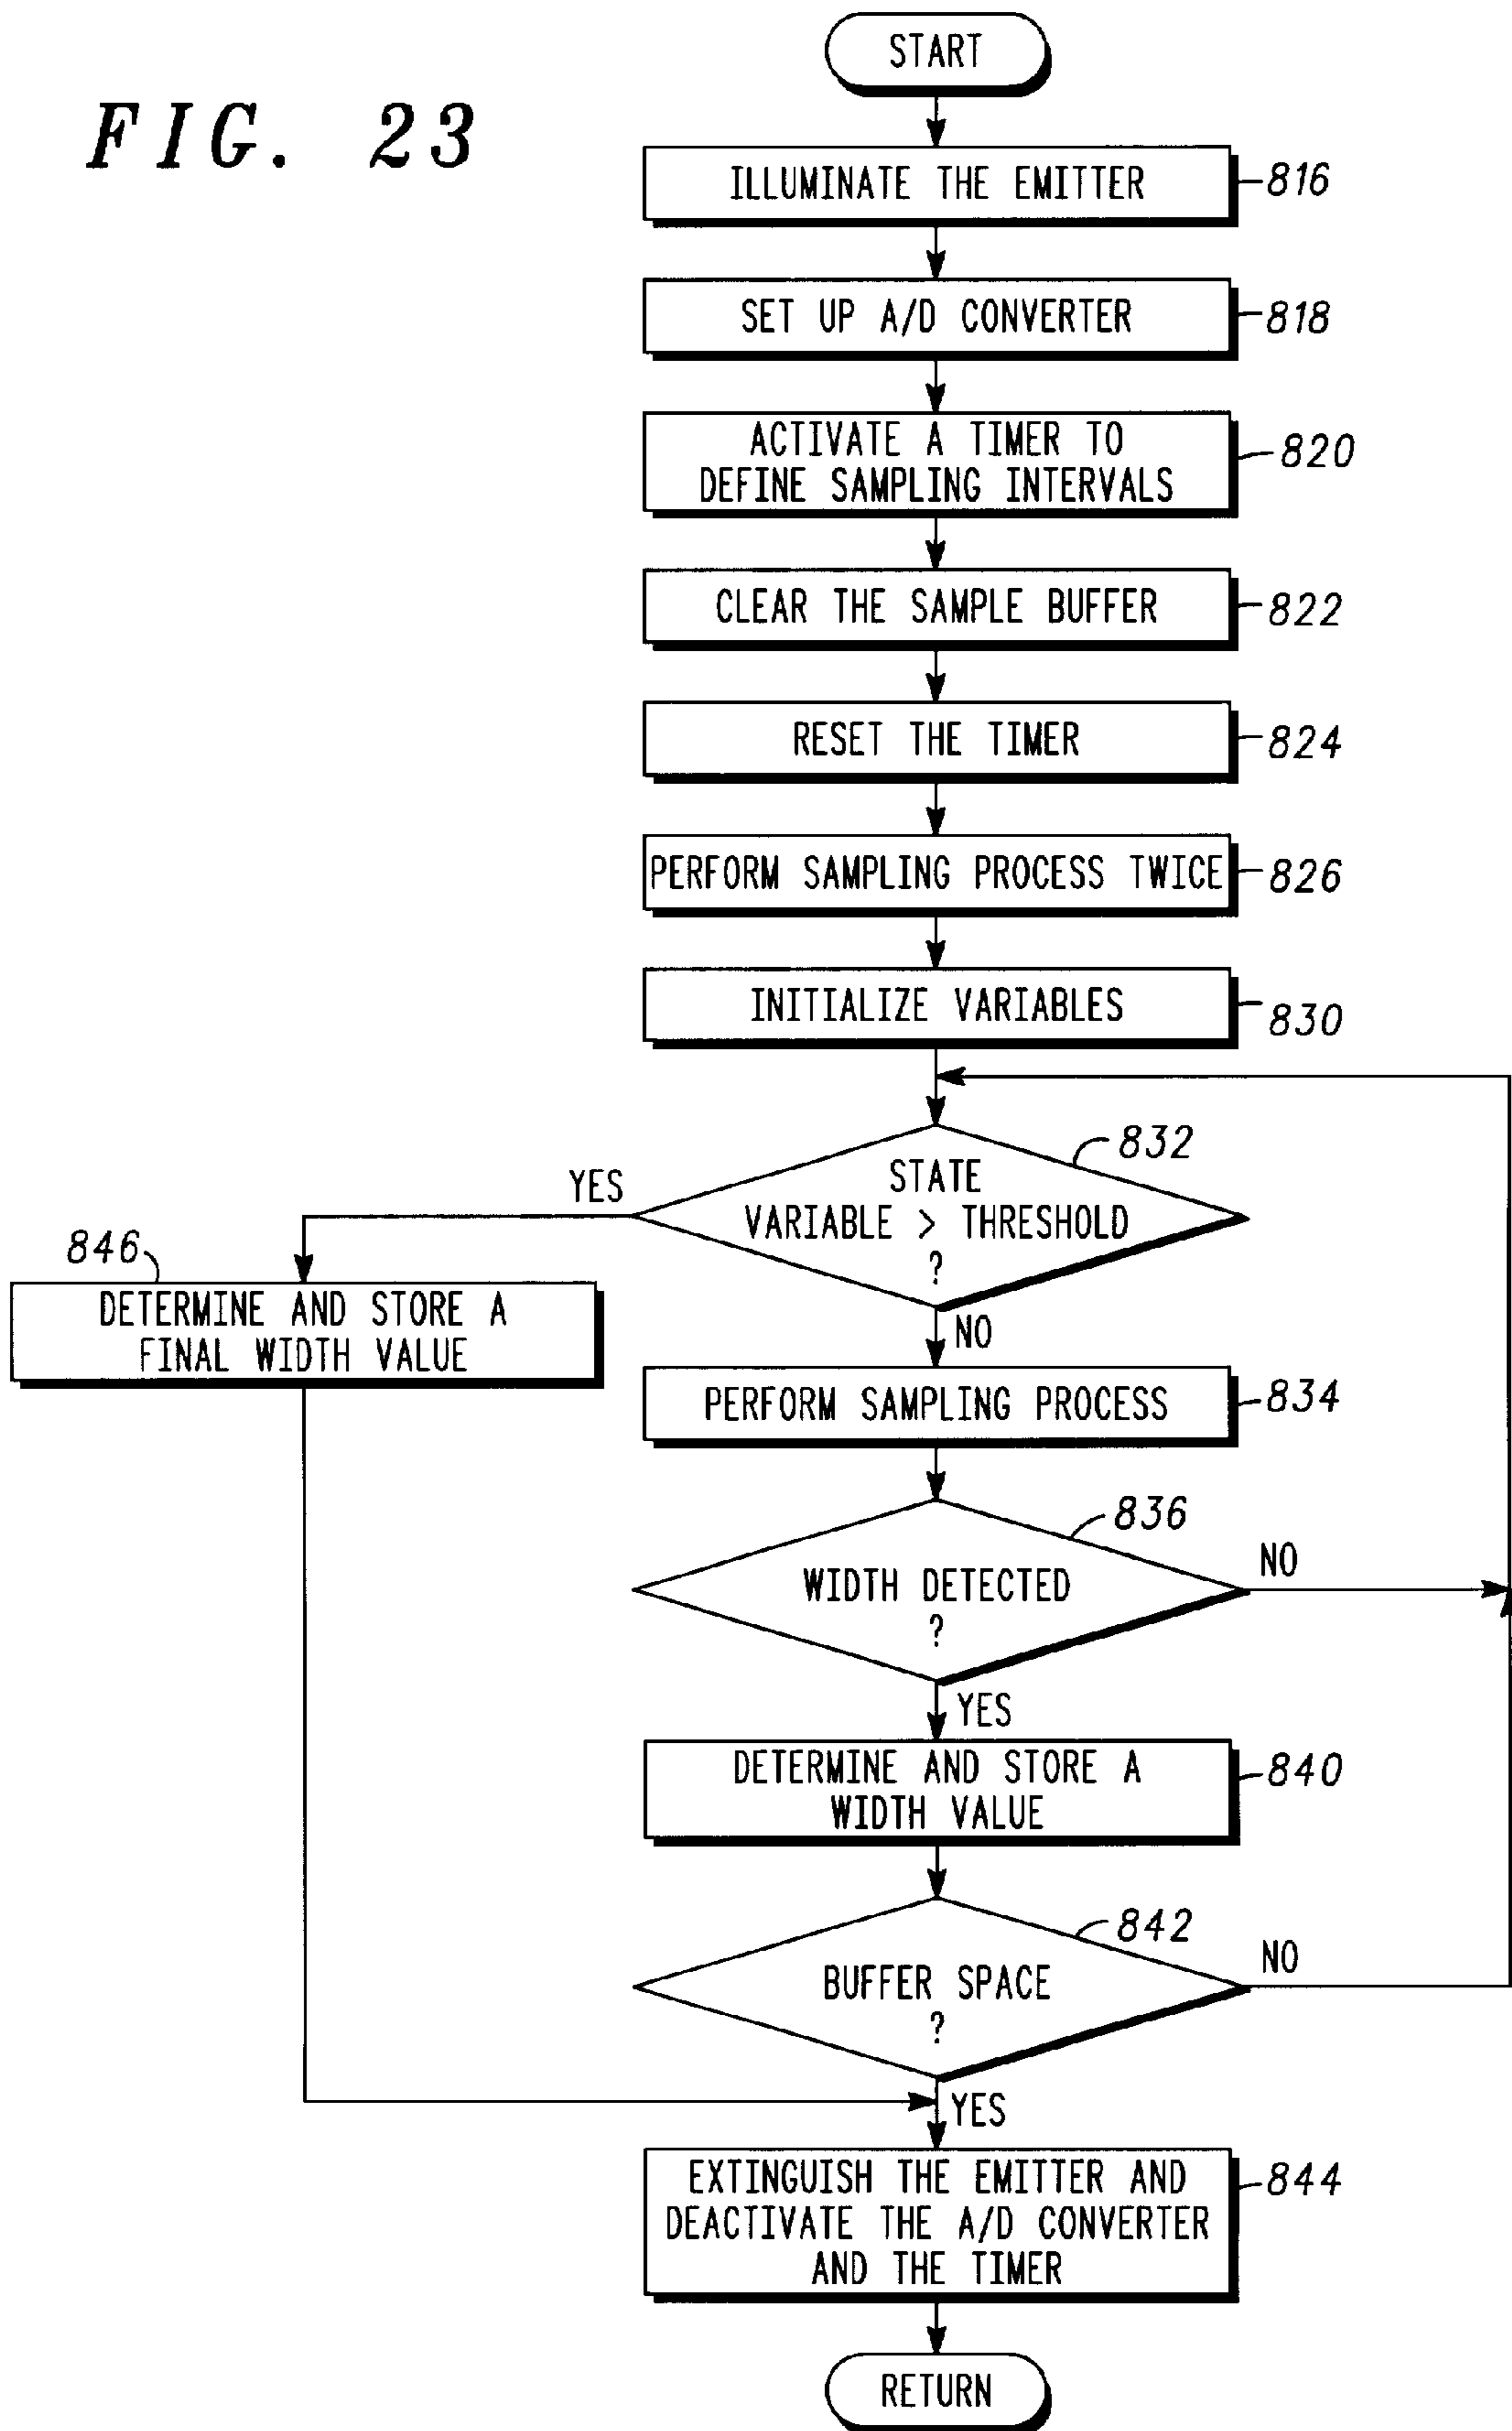 FIG. 23
START
ILLUMINATE THE EMITTER
816
SET UP A/D CONVERTER
818
ACTIVATE A TIMER TO
DEFINE SAMPLING INTERVALS
820
CLEAR THE SAMPLE BUFFER
822
RESET THE TIMER
824
PERFORM SAMPLING PROCESS TWICE
826
INITIALIZE VARIABLES
830
832
STATE
VARIABLE > THRESHOLD
?
YES
846
DETERMINE AND STORE A
FINAL WIDTH VALUE
NO
PERFORM SAMPLING PROCESS
834
836
WIDTH DETECTED
?
NO
YES
DETERMINE AND STORE A
WIDTH VALUE
840
842
BUFFER SPACE
?
NO
YES
EXTINGUISH THE EMITTER AND
DEACTIVATE THE A/D CONVERTER
AND THE TIMER
844
RETURN